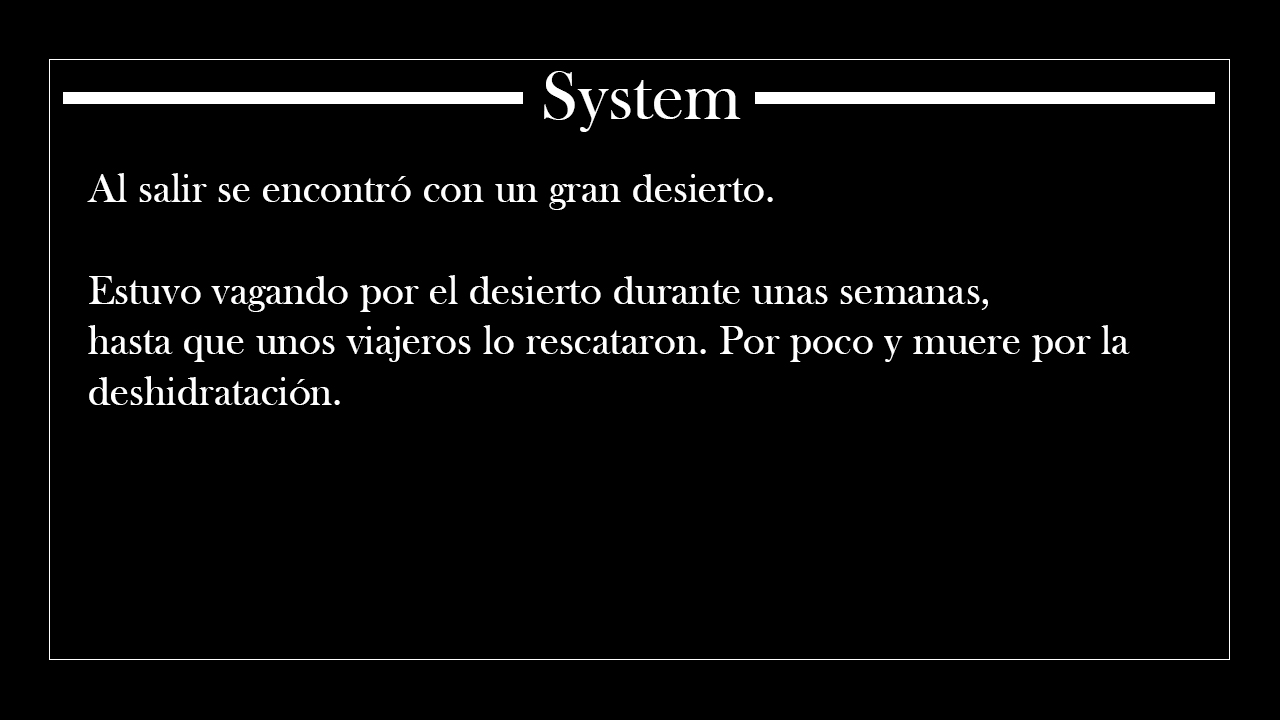 System
Al salir se encontró con un gran desierto.
Estuvo vagando por el desierto durante unas semanas,
hasta que unos viajeros lo rescataron. Por poco y muere por la
deshidratación.